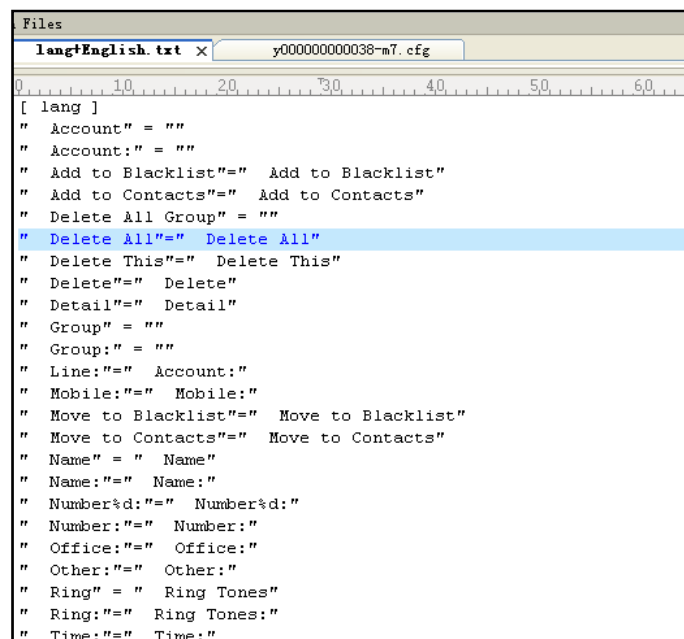 Files
lang+English.txt × y000000000038-m7.cfg
0 10 20 30 40 50 60
[ lang ]
"  Account" = ""
"  Account:" = ""
"  Add to Blacklist"="  Add to Blacklist"
"  Add to Contacts"="  Add to Contacts"
"  Delete All Group" = ""
"  Delete All"="  Delete All"
"  Delete This"="  Delete This"
"  Delete"="  Delete"
"  Detail"="  Detail"
"  Group" = ""
"  Group:" = ""
"  Line:"="  Account:"
"  Mobile:"="  Mobile:"
"  Move to Blacklist"="  Move to Blacklist"
"  Move to Contacts"="  Move to Contacts"
"  Name" = "  Name"
"  Name:"="  Name:"
"  Number%d:"="  Number%d:"
"  Number:"="  Number:"
"  Office:"="  Office:"
"  Other:"="  Other:"
"  Ring" = "  Ring Tones"
"  Ring:"="  Ring Tones:"
"  Time:"="  Time:"